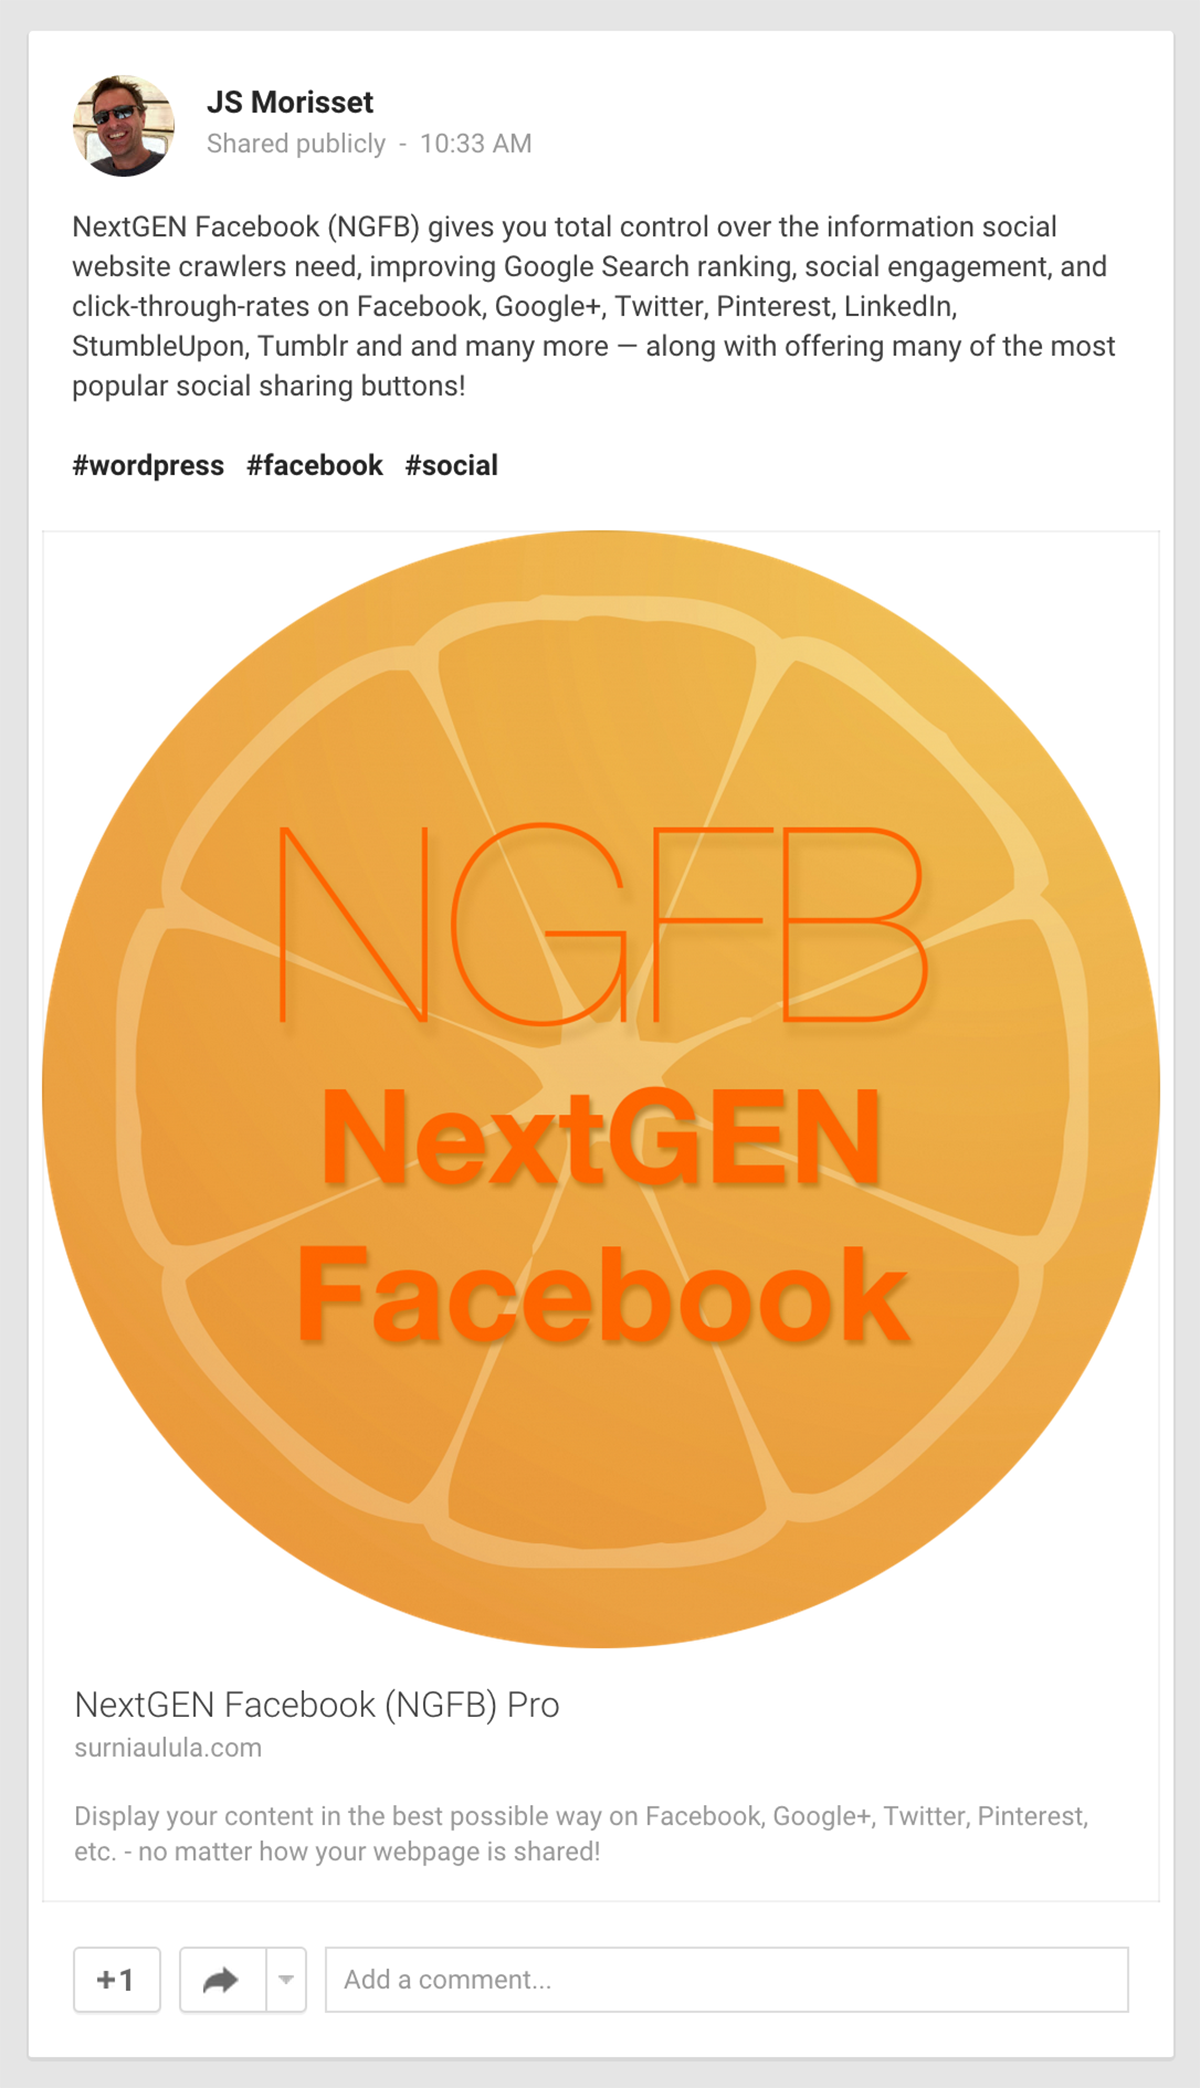 JS Morisset
Shared publicly - 10:33 AM
NextGEN Facebook (NGFB) gives you total control over the information social
website crawlers need, improving Google Search ranking, social engagement, and
click-through-rates on Facebook, Google+, Twitter, Pinterest, LinkedIn,
StumbleUpon, Tumblr and and many more — along with offering many of the most
popular social sharing buttons!
#wordpress #facebook #social
NGFB
NextGEN
Facebook
NextGEN Facebook (NGFB) Pro
surniaulula.com
Display your content in the best possible way on Facebook, Google+, Twitter, Pinterest,
etc. - no matter how your webpage is shared!
+1
Add a comment...